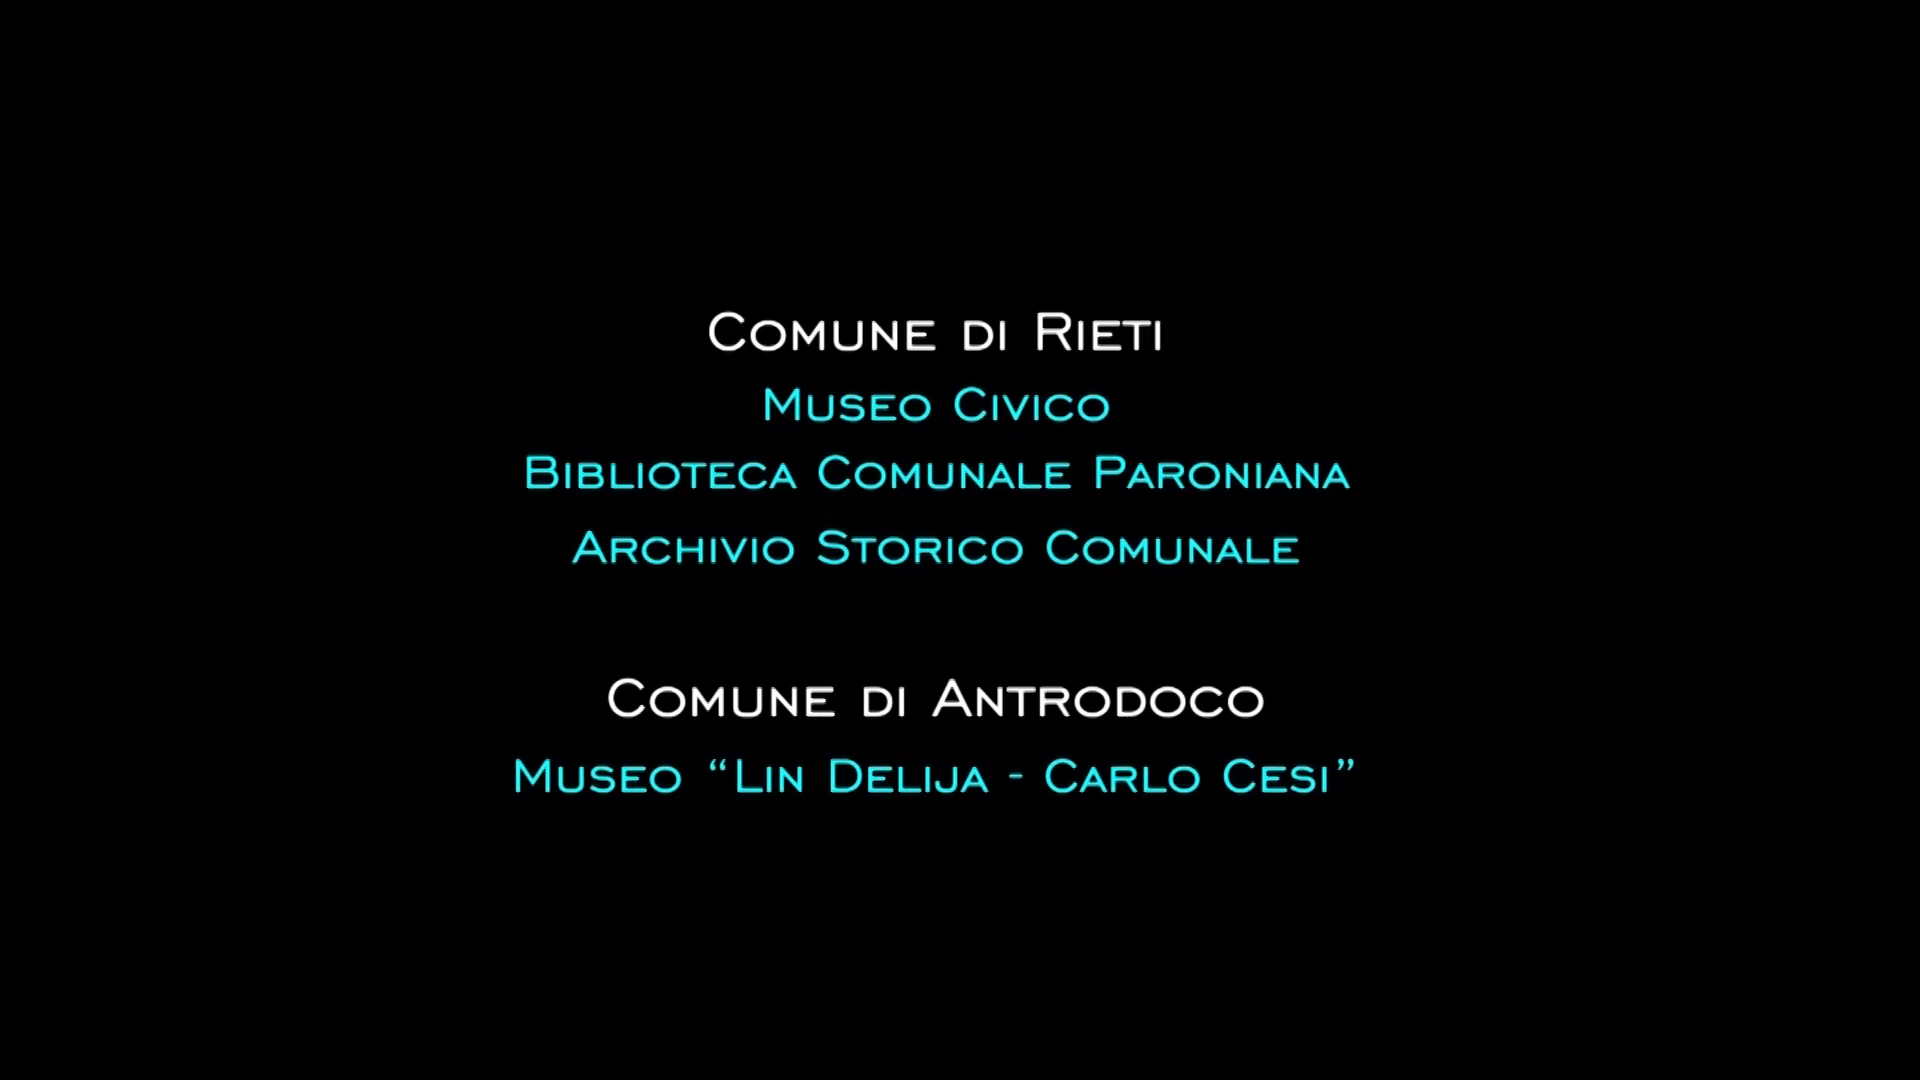 Comune di Rieti
Museo Civico
Biblioteca Comunale Paroniana
Archivio Storico Comunale
Comune di Antrodoco
Museo “Lin Delija - Carlo Cesi”